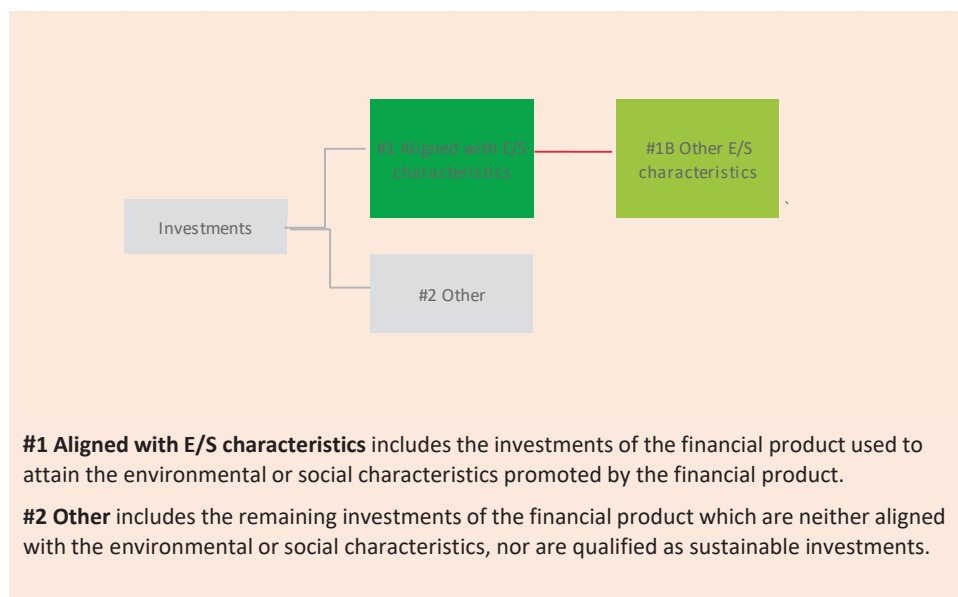 #1 Aligned with E/S
characteristics
#1B Other E/S
characteristics
`
Investments
#2 Other
#1 Aligned with E/S characteristics includes the investments of the financial product used to
attain the environmental or social characteristics promoted by the financial product.
#2 Other includes the remaining investments of the financial product which are neither aligned
with the environmental or social characteristics, nor are qualified as sustainable investments.